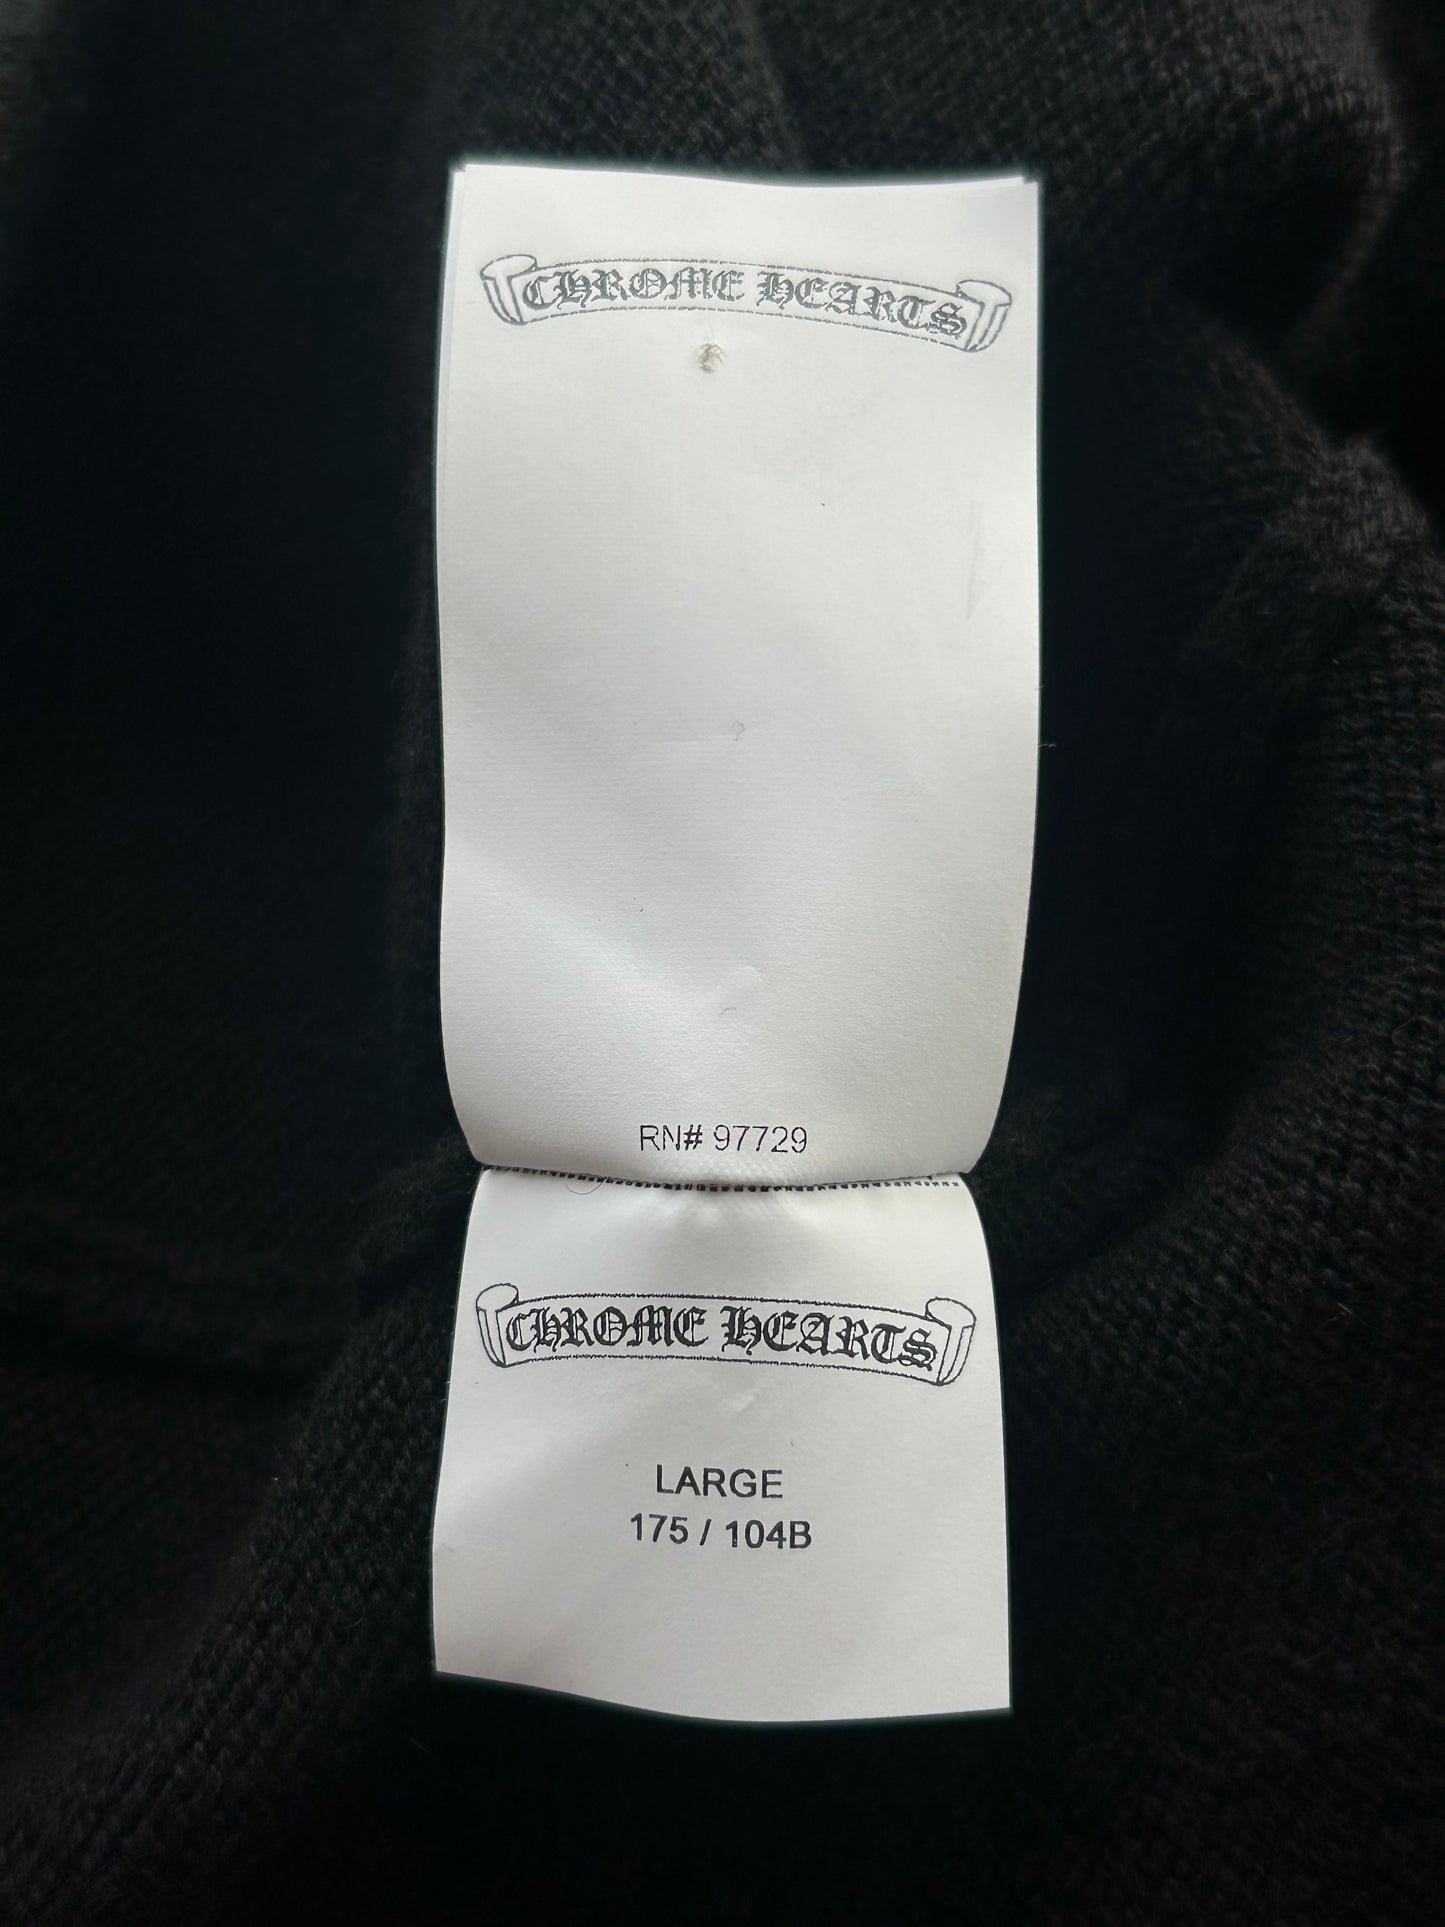 CHROME HEARTS
RN# 97729
CHROME HEARTS
LARGE
175 / 104B